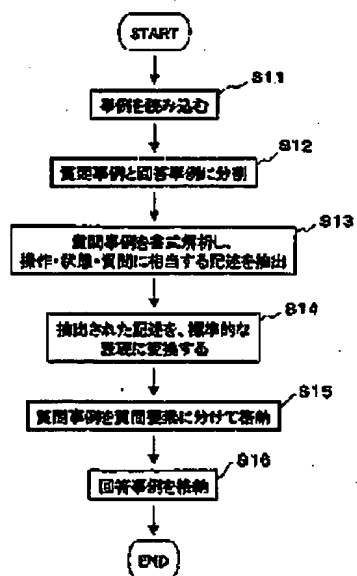 START
S11
事例を読み込む
S12
質問事例と回答事例に分割
S13
質問事例を書式解析し、
操作・状態・質問に相当する記述を抽出
S14
抽出された記述を、標準的な
表現に変換する
S15
質問事例を質問要素に分けて格納
S16
回答事例を格納
END